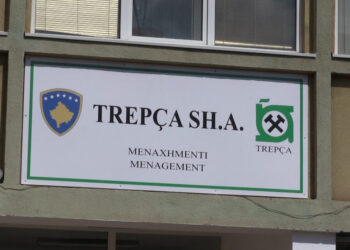 TREPÇA SH.A.
TREPÇA
MENAXHMENTI
MENAGEMENT